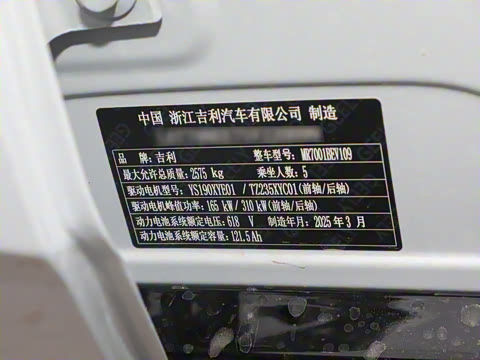 中国 浙江吉利汽车有限公司 制造
品 牌：吉利 整车型号：MR7001BEV109
最大允许总质量：2575 kg 乘坐人数：5
驱动电机型号：YS190XYE01 / TZ235XYC01(前轴/后轴)
驱动电机峰值功率：165 kW / 310 kW(前轴/后轴)
动力电池系统额定电压：618 V 制造年月：2025 年 3 月
动力电池系统额定容量：121.5 Ah